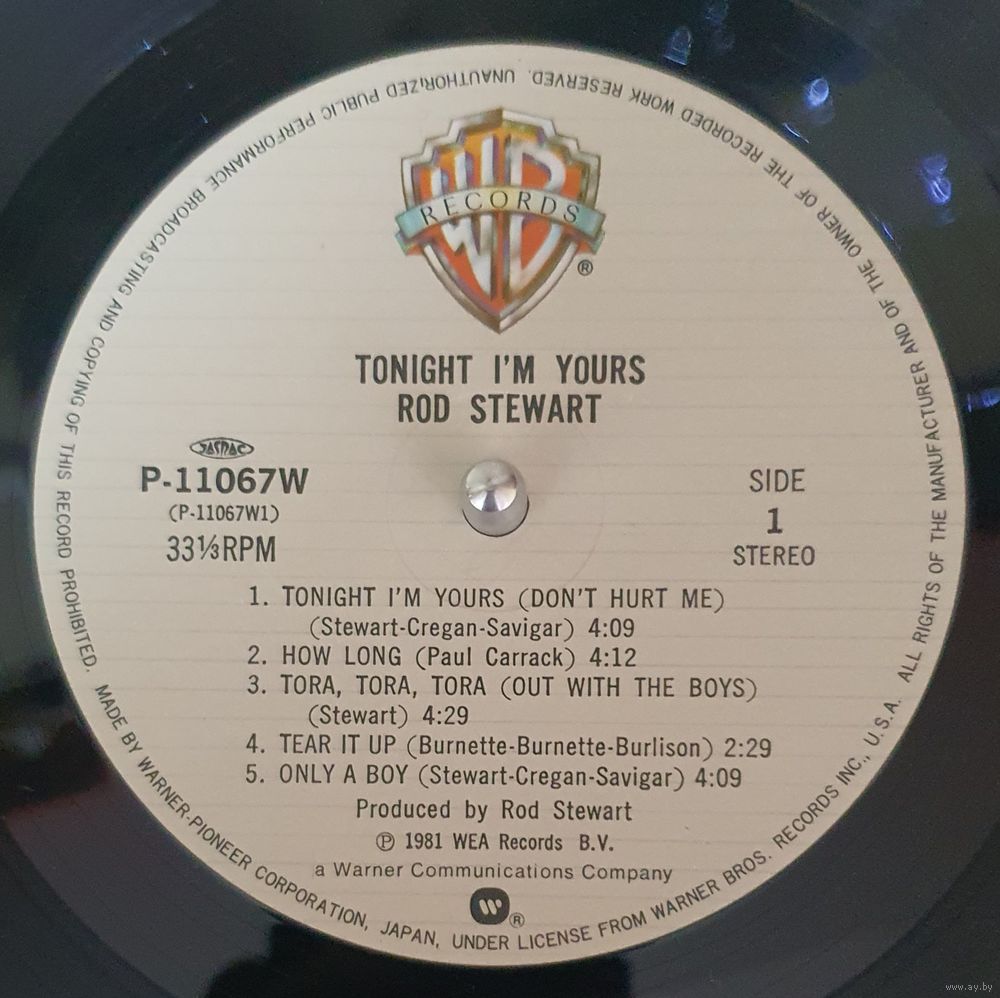 WB
RECORDS
®
TONIGHT I'M YOURS
ROD STEWART
JASRAC
P-11067W
(P-11067W1)
33⅓RPM
SIDE
1
STEREO
1. TONIGHT I'M YOURS (DON'T HURT ME)
(Stewart-Cregan-Savigar) 4:09
2. HOW LONG (Paul Carrack) 4:12
3. TORA, TORA, TORA (OUT WITH THE BOYS)
(Stewart) 4:29
4. TEAR IT UP (Burnette-Burnette-Burlison) 2:29
5. ONLY A BOY (Stewart-Cregan-Savigar) 4:09
Produced by Rod Stewart
℗ 1981 WEA Records B.V.
a Warner Communications Company
W®
ALL RIGHTS OF THE MANUFACTURER AND OF THE OWNER OF THE RECORDED WORK RESERVED. UNAUTHORIZED PUBLIC PERFORMANCE BROADCASTING AND COPYING OF THIS RECORD PROHIBITED. MADE BY WARNER-PIONEER CORPORATION, JAPAN, UNDER LICENSE FROM WARNER BROS. RECORDS INC., U.S.A.
www.ay.by